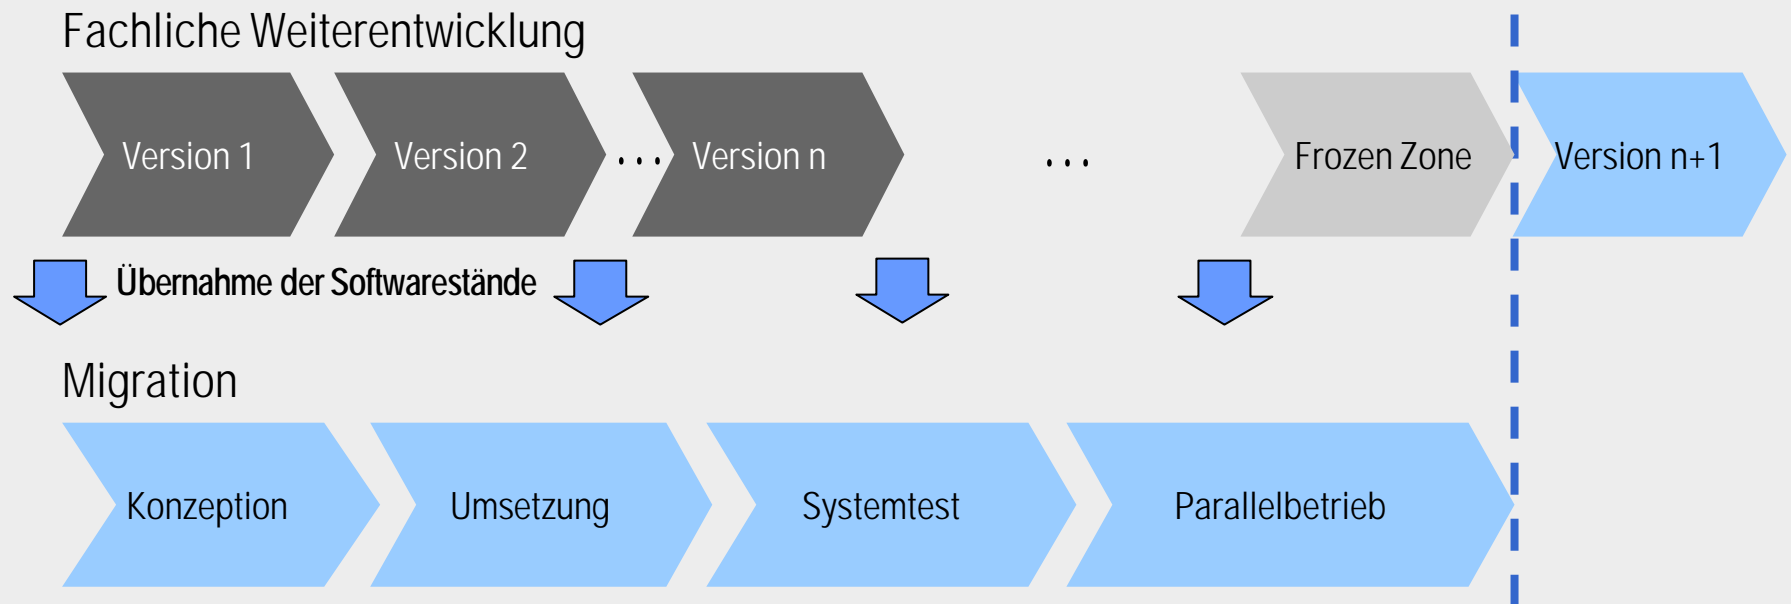 Fachliche Weiterentwicklung
Version 1
Version 2
...
Version n
...
Frozen Zone
Version n+1
Übernahme der Softwarestände
Migration
Konzeption
Umsetzung
Systemtest
Parallelbetrieb